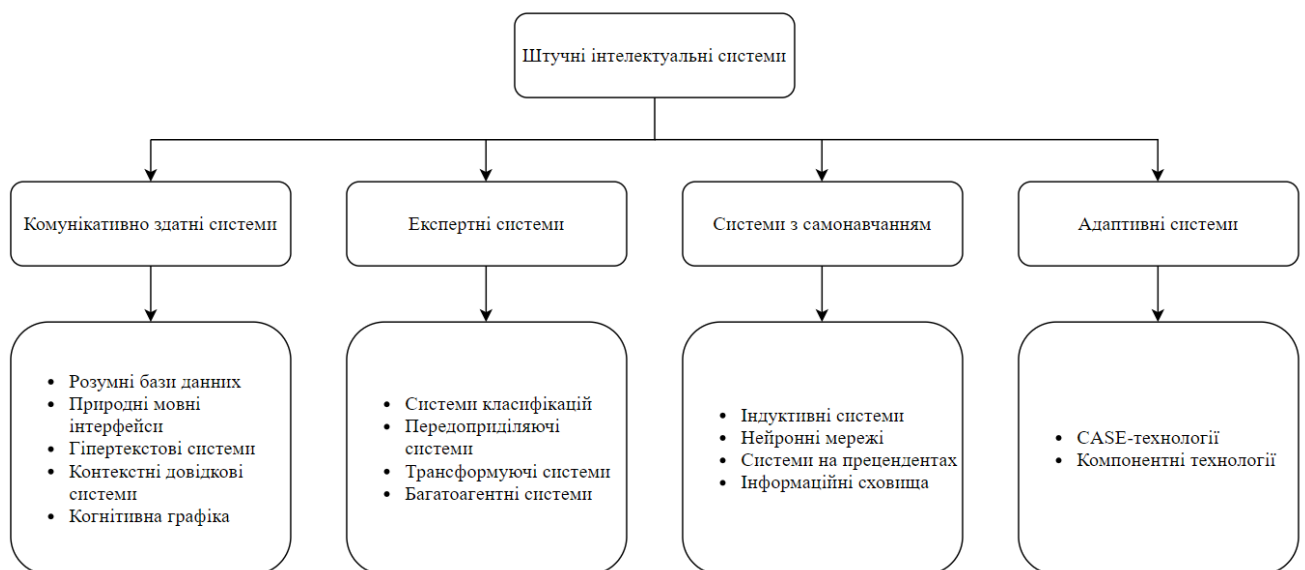 Штучні інтелектуальні системи
Комунікативно здатні системи
Експертні системи
Системи з самонавчанням
Адаптивні системи
• Розумні бази данних
• Природні мовні
інтерфейси
• Гіпертекстові системи
• Контекстні довідкові
системи
• Когнітивна графіка
• Системи класифікацій
• Передоприділяючі
системи
• Трансформуючі системи
• Багатоагентні системи
• Індуктивні системи
• Нейронні мережі
• Системи на прецендентах
• Інформаційні сховища
• CASE-технології
• Компонентні технології